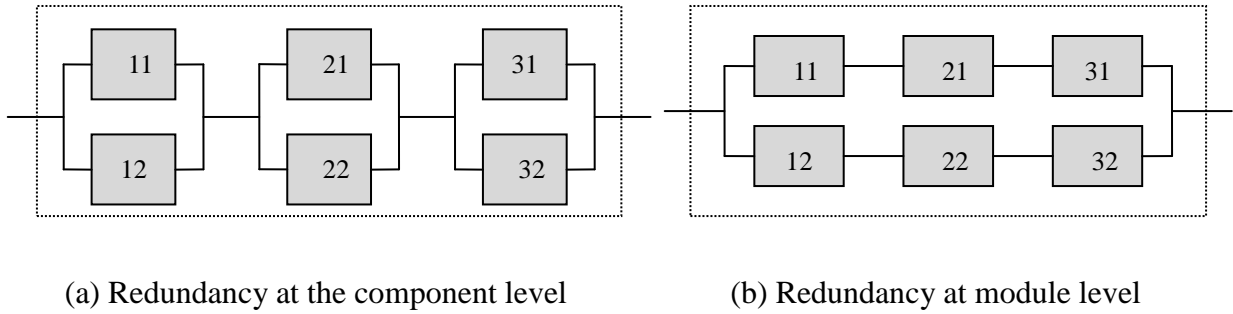 11 21 31
12 22 32
11 21 31
12 22 32
(a) Redundancy at the component level
(b) Redundancy at module level